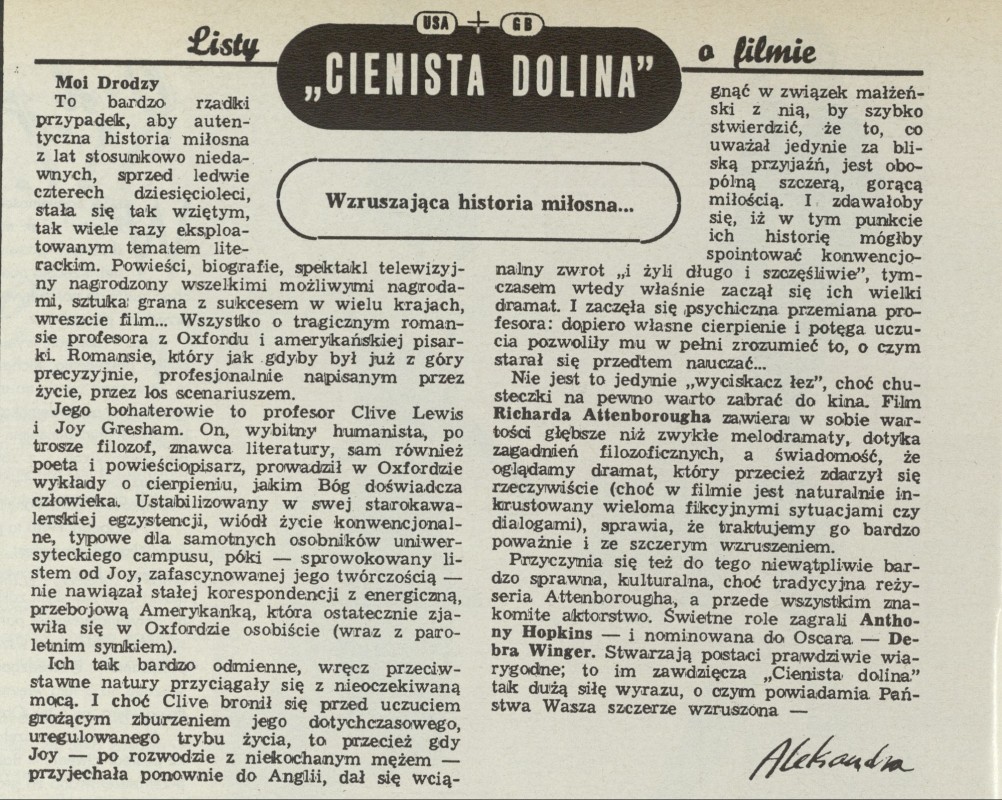 USA + GB
Listy
„CIENISTA DOLINA”
o filmie
Wzruszająca historia miłosna...
Moi Drodzy
To bardzo rzadki
przypadek, aby auten-
tyczna historia miłosna
z lat stosunkowo nieda-
wnych, sprzed ledwie
czterech dziesięcioleci,
stała się tak wziętym,
tak wiele razy eksploa-
towanym tematem lite-
rackim. Powieści, biografie, spektakl telewizyj-
ny nagrodzony wszelkimi możliwymi nagroda-
mi, sztuka grana z sukcesem w wielu krajach,
wreszcie film... Wszystko o tragicznym roman-
sie profesora z Oxfordu i amerykańskiej pisar-
ki. Romansie, który jak gdyby był już z góry
precyzyjnie, profesjonalnie napisanym przez
życie, przez los scenariuszem.
Jego bohaterowie to profesor Clive Lewis
i Joy Gresham. On, wybitny humanista, po
trosze filozof, znawca literatury, sam również
poeta i powieściopisarz, prowadził w Oxfordzie
wykłady o cierpieniu, jakim Bóg doświadcza
człowieka. Ustabilizowany w swej starokawa-
lerskiej egzystencji, wiódł życie konwencjonal-
ne, typowe dla samotnych osobników uniwer-
syteckiego campusu, póki — sprowokowany li-
stem od Joy, zafascynowanej jego twórczością —
nie nawiązał stałej korespondencji z energiczną,
przebojową Amerykanką, która ostatecznie zja-
wiła się w Oxfordzie osobiście (wraz z paro-
letnim synkiem).
Ich tak bardzo odmienne, wręcz przeciw-
stawne natury przyciągały się z nieoczekiwaną
mocą. I choć Clive bronił się przed uczuciem
grożącym zburzeniem jego dotychczasowego,
uregulowanego trybu życia, to przecież gdy
Joy — po rozwodzie z niekochanym mężem —
przyjechała ponownie do Anglii, dał się wcią-
gnąć w związek małżeń-
ski z nią, by szybko
stwierdzić, że to, co
uważał jedynie za bli-
ską przyjaźń, jest obo-
pólną szczerą, gorącą
miłością. I zdawałoby
się, iż w tym punkcie
ich historię mógłby
spointować konwencjo-
nalny zwrot „i żyli długo i szczęśliwie”, tym-
czasem wtedy właśnie zaczął się ich wielki
dramat. I zaczęła się psychiczna przemiana pro-
fesora: dopiero własne cierpienie i potęga uczu-
cia pozwoliły mu w pełni zrozumieć to, o czym
starał się przedtem nauczać...
Nie jest to jedynie „wyciskacz łez”, choć chu-
steczki na pewno warto zabrać do kina. Film
Richarda Attenborougha zawiera w sobie war-
tości głębsze niż zwykłe melodramaty, dotyka
zagadnień filozoficznych, a świadomość, że
oglądamy dramat, który przecież zdarzył się
rzeczywiście (choć w filmie jest naturalnie in-
krustowany wieloma fikcyjnymi sytuacjami czy
dialogami), sprawia, że traktujemy go bardzo
poważnie i ze szczerym wzruszeniem.
Przyczynia się też do tego niewątpliwie bar-
dzo sprawna, kulturalna, choć tradycyjna reży-
seria Attenborougha, a przede wszystkim zna-
komite aktorstwo. Świetne role zagrali Antho-
ny Hopkins — i nominowana do Oscara — De-
bra Winger. Stwarzają postaci prawdziwie wia-
rygodne; to im zawdzięcza „Cienista dolina”
tak dużą siłę wyrazu, o czym powiadamia Pań-
stwa Wasza szczerze wzruszona —
Aleksandra